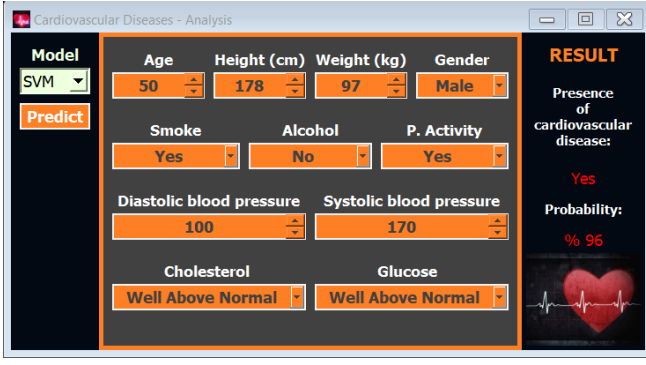 Cardiovascular Diseases - Analysis
Model
SVM
Predict
Age Height (cm) Weight (kg) Gender
50 178 97 Male
Smoke Alcohol P. Activity
Yes No Yes
Diastolic blood pressure Systolic blood pressure
100 170
Cholesterol Glucose
Well Above Normal Well Above Normal
RESULT
Presence
of
cardiovascular
disease:
Yes
Probability:
% 96